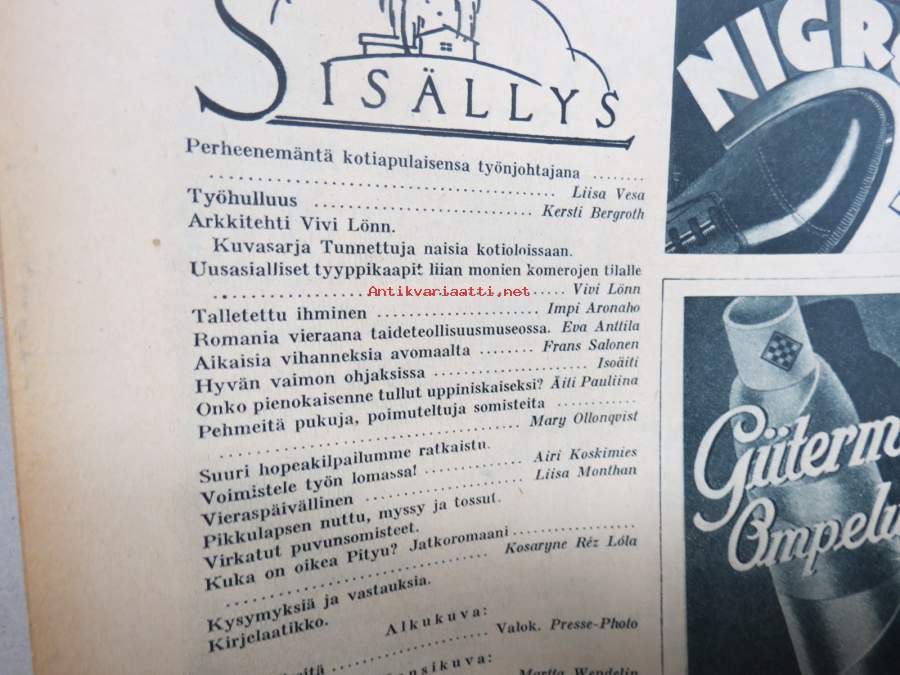 SISÄLLYS
Perheenemäntä kotiapulaisensa työnjohtajana ........
........ Liisa Vesa
Työhulluus ........ Kersti Bergroth
Arkkitehti Vivi Lönn.
Kuvasarja Tunnettuja naisia kotioloissaan.
Uusasialliset tyyppikaapit liian monien komerojen tilalle
........ Vivi Lönn
Antikvariaatti.net
Talletettu ihminen ........ Impi Aronaho
Romania vieraana taideteollisuusmuseossa. Eva Anttila
Aikaisia vihanneksia avomaalta ........ Frans Salonen
Hyvän vaimon ohjaksissa ........ Isoäiti
Onko pienokaisenne tullut uppiniskaiseksi? Äiti Pauliina
Pehmeitä pukuja, poimuteltuja somisteita ........
........ Mary Ollonqvist
Suuri hopeakilpailumme ratkaistu.
Voimistele työn lomassa! ........ Airi Koskimies
Vieraspäivällinen ........ Liisa Monthan
Pikkulapsen nuttu, myssy ja tossut.
Virkatut puvunsomisteet.
Kuka on oikea Pityu? Jatkoromaani ........
........ Kosaryne Réz Lóla
Kysymyksiä ja vastauksia.
Kirjelaatikko.
Alkukuva:
........ Valok. Presse-Photo
nsikuva:
Martta Wendelin
NIGR
Güterm
Ompelu